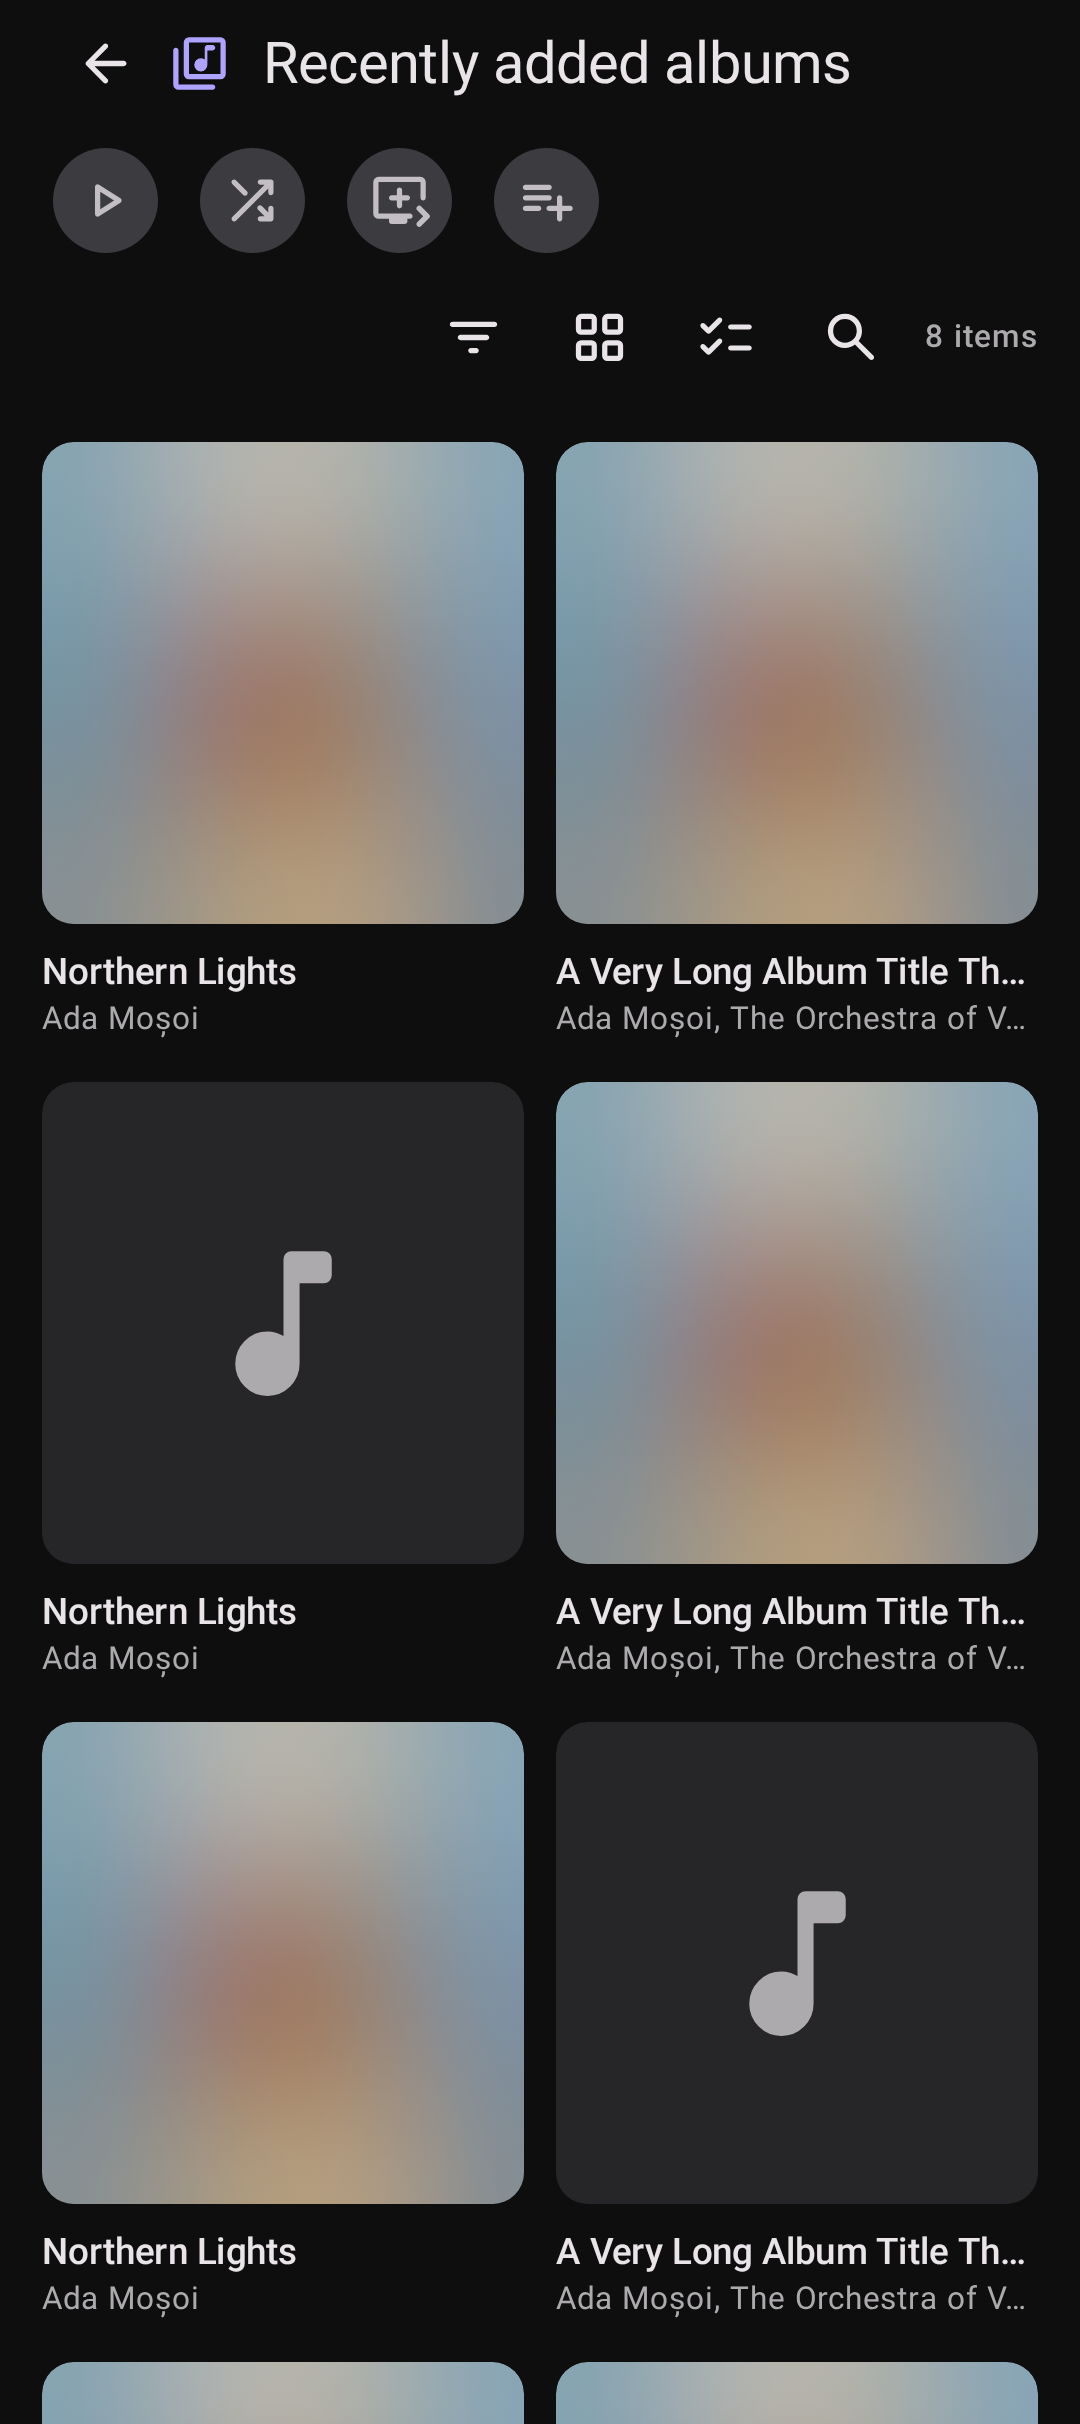 Recently added albums
8 items
Northern Lights
Ada Moșoi
A Very Long Album Title Th...
Ada Moșoi, The Orchestra of V...
Northern Lights
Ada Moșoi
A Very Long Album Title Th...
Ada Moșoi, The Orchestra of V...
Northern Lights
Ada Moșoi
A Very Long Album Title Th...
Ada Moșoi, The Orchestra of V...